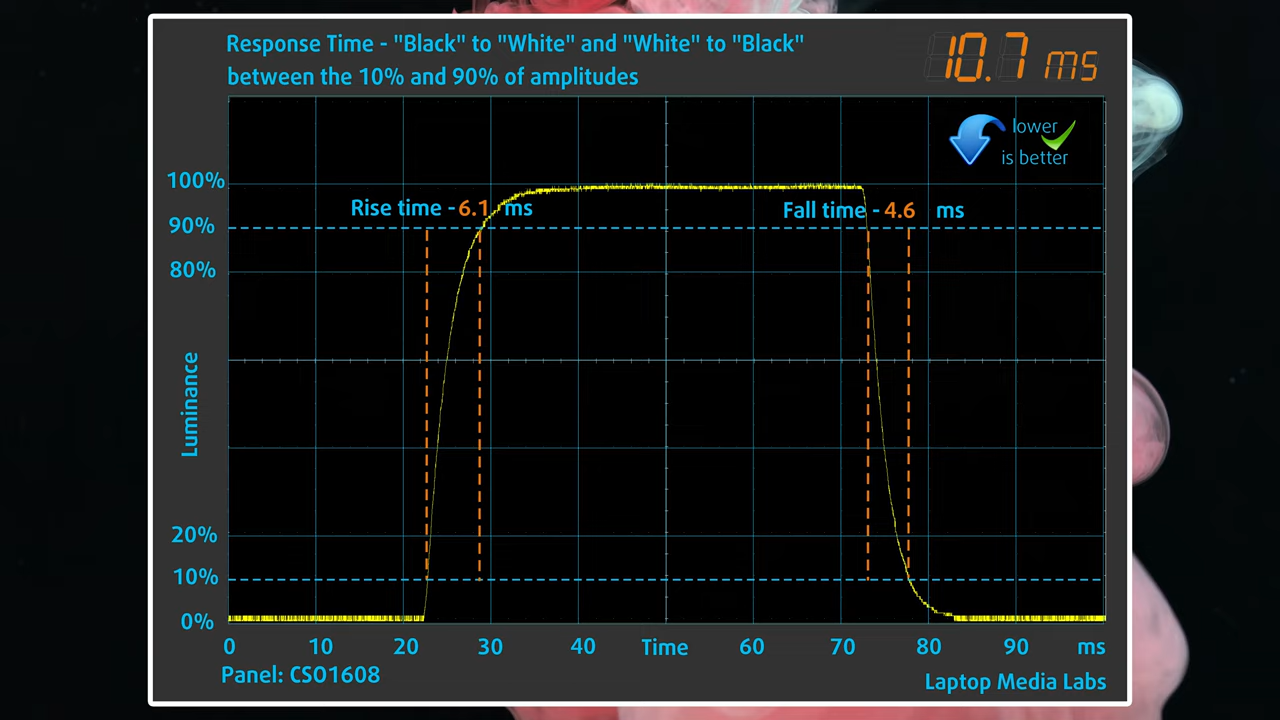 Response Time - "Black" to "White" and "White" to "Black"
between the 10% and 90% of amplitudes
10.7 ms
lower
is better
100%
Rise time - 6.1 ms
Fall time - 4.6 ms
90%
80%
Luminance
20%
10%
0%
0 10 20 30 40 Time 60 70 80 90 ms
Panel: CSO1608
Laptop Media Labs